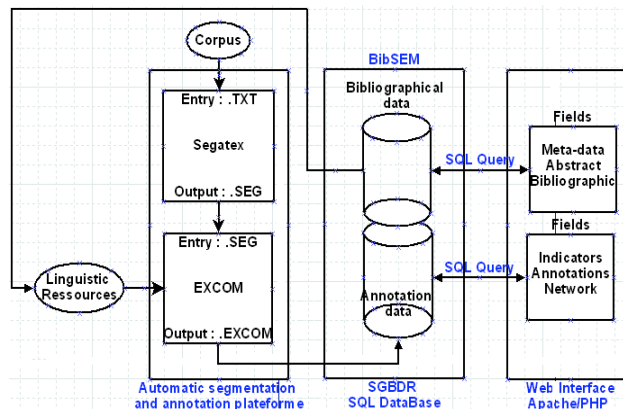 Corpus
BibSEM
Entry : .TXT
Segatex
Output : .SEG
Bibliographical
data
SQL Query
Fields
Meta-data
Abstract
Bibliographic
Entry : .SEG
EXCOM
Output : .EXCOM
Linguistic
Ressources
Annotation
data
SQL Query
Fields
Indicators
Annotations
Network
Automatic segmentation
and annotation plateforme
SGBDR
SQL DataBase
Web Interface
Apache/PHP